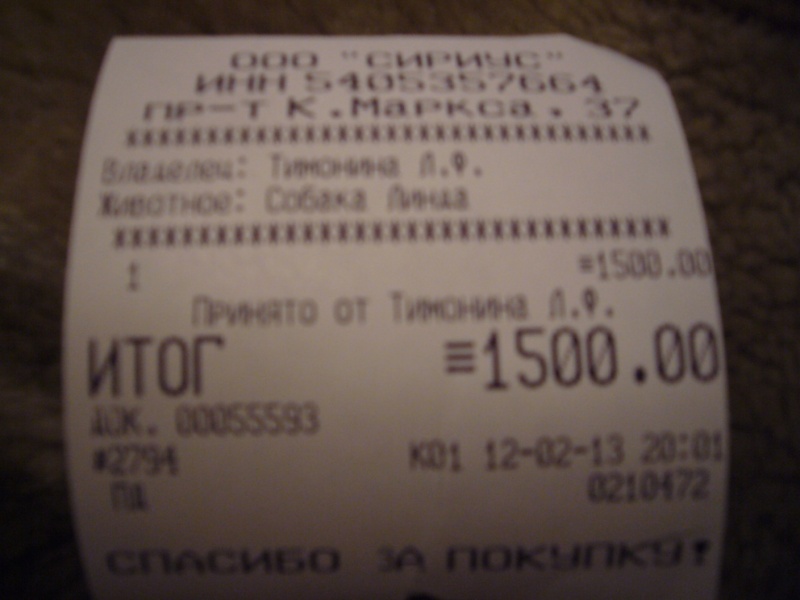 ООО "СИРИУС"
ИНН 5405357664
ПР-Т К.Маркса. 37
Владелец: Тимонина Л.Ф.
Животное: Собака Линда
1 =1500.00
Принято от Тимонина Л.Ф.
ИТОГ ≡1500.00
ДОК. 00055593
#2794 К01 12-02-13 20:01
ПД 0210472
СПАСИБО ЗА ПОКУПКУ!